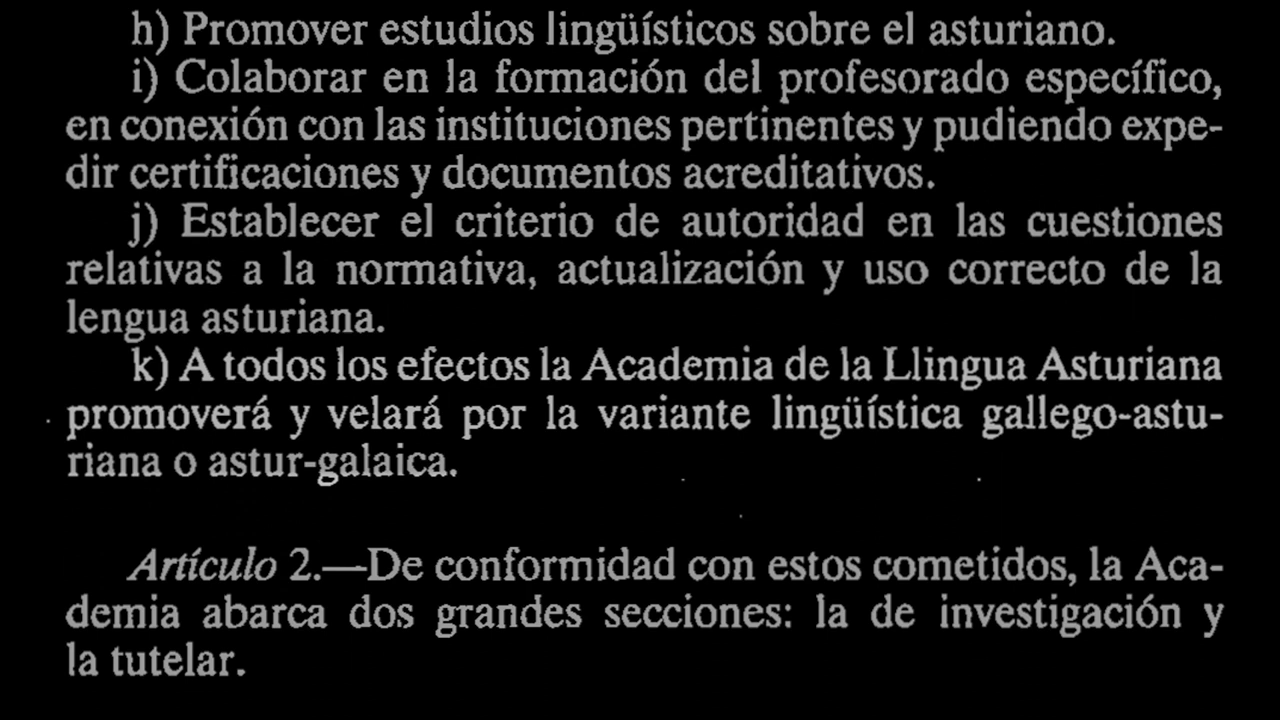 h) Promover estudios lingüísticos sobre el asturiano.
i) Colaborar en la formación del profesorado específico,
en conexión con las instituciones pertinentes y pudiendo expe-
dir certificaciones y documentos acreditativos.
j) Establecer el criterio de autoridad en las cuestiones
relativas a la normativa, actualización y uso correcto de la
lengua asturiana.
k) A todos los efectos la Academia de la Llingua Asturiana
promoverá y velará por la variante lingüística gallego-astu-
riana o astur-galaica.
Artículo 2.—De conformidad con estos cometidos, la Aca-
demia abarca dos grandes secciones: la de investigación y
la tutelar.